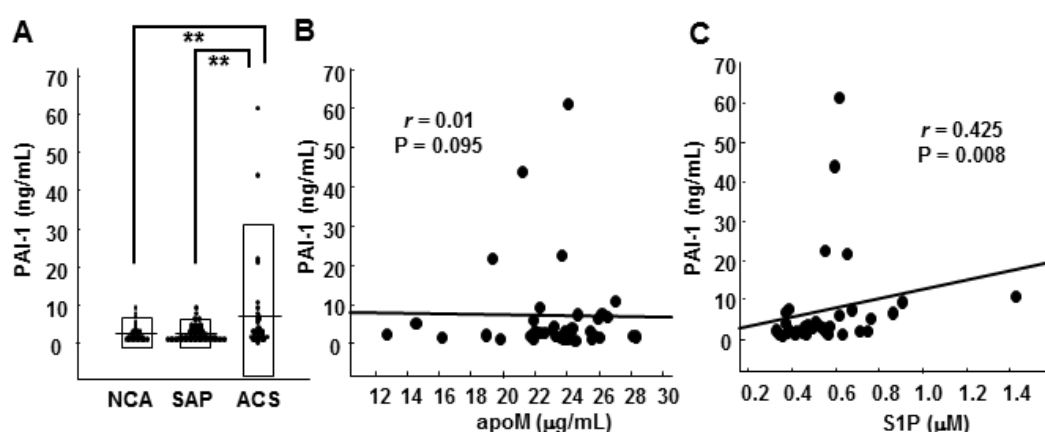 A
**
**
PAI-1 (ng/mL)
70
60
50
40
30
20
10
0
NCA SAP ACS
B
PAI-1 (ng/mL)
70
60
50
40
30
20
10
0
r = 0.01
P = 0.095
12 14 16 18 20 22 24 26 28 30
apoM (μg/mL)
C
PAI-1 (ng/mL)
70
60
50
40
30
20
10
0
r = 0.425
P = 0.008
0.2 0.4 0.6 0.8 1.0 1.2 1.4
S1P (μM)